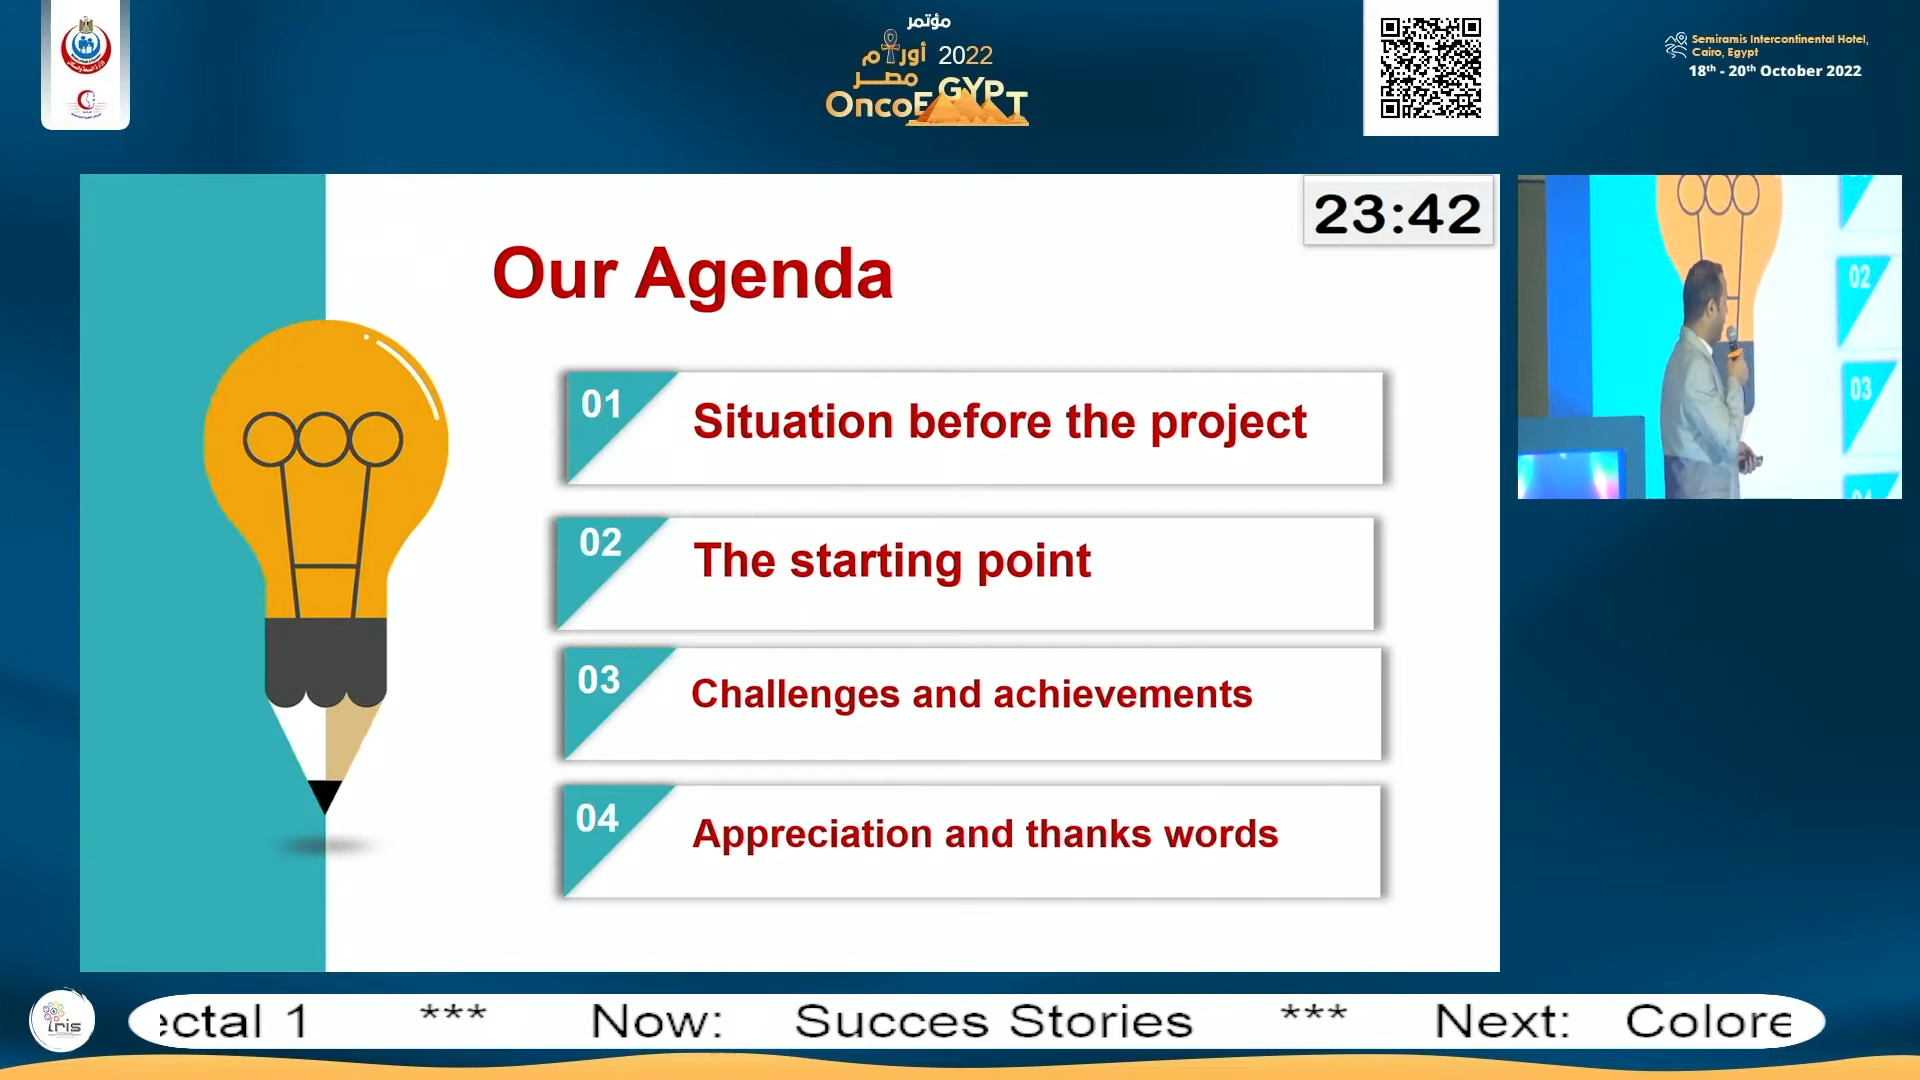 مؤتمر
أورام 2022
مصر
OncoEGYPT
Semiramis Intercontinental Hotel,
Cairo, Egypt
18th - 20th October 2022
23:42
Our Agenda
01 Situation before the project
02 The starting point
03 Challenges and achievements
04 Appreciation and thanks words
02
03
04
iris
ectal 1 *** Now: Succes Stories *** Next: Colore